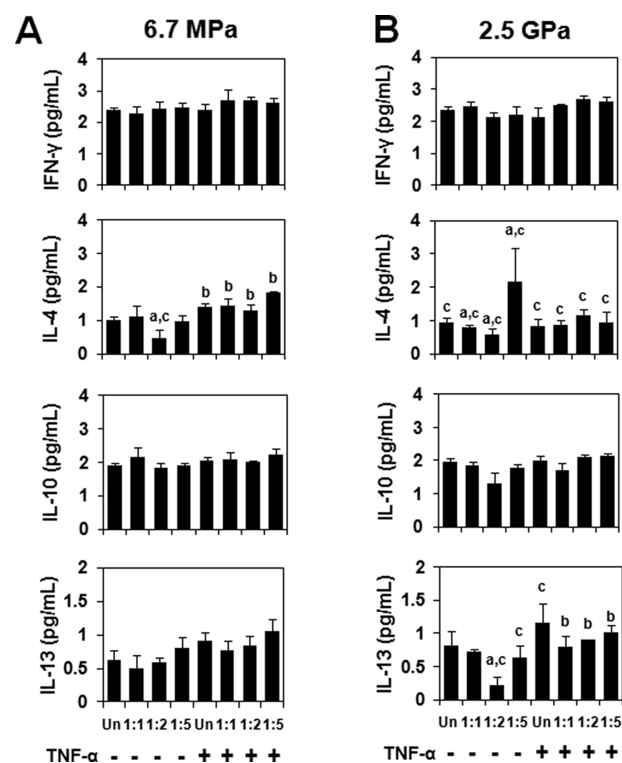 A 6.7 MPa
B 2.5 GPa
IFN-γ (pg/mL)
4
3
2
1
0
IFN-γ (pg/mL)
4
3
2
1
0
IL-4 (pg/mL)
4
3
2
1
0
a,c b b b b
IL-4 (pg/mL)
4
3
2
1
0
c a,c a,c a,c c c c c
IL-10 (pg/mL)
4
3
2
1
0
IL-10 (pg/mL)
4
3
2
1
0
IL-13 (pg/mL)
2
1.5
1
0.5
0
IL-13 (pg/mL)
2
1.5
1
0.5
0
a,c c c b b b
Un 1:1 1:2 1:5 Un 1:1 1:2 1:5
TNF-α - - - - + + + +
Un 1:1 1:2 1:5 Un 1:1 1:2 1:5
TNF-α - - - - + + + +